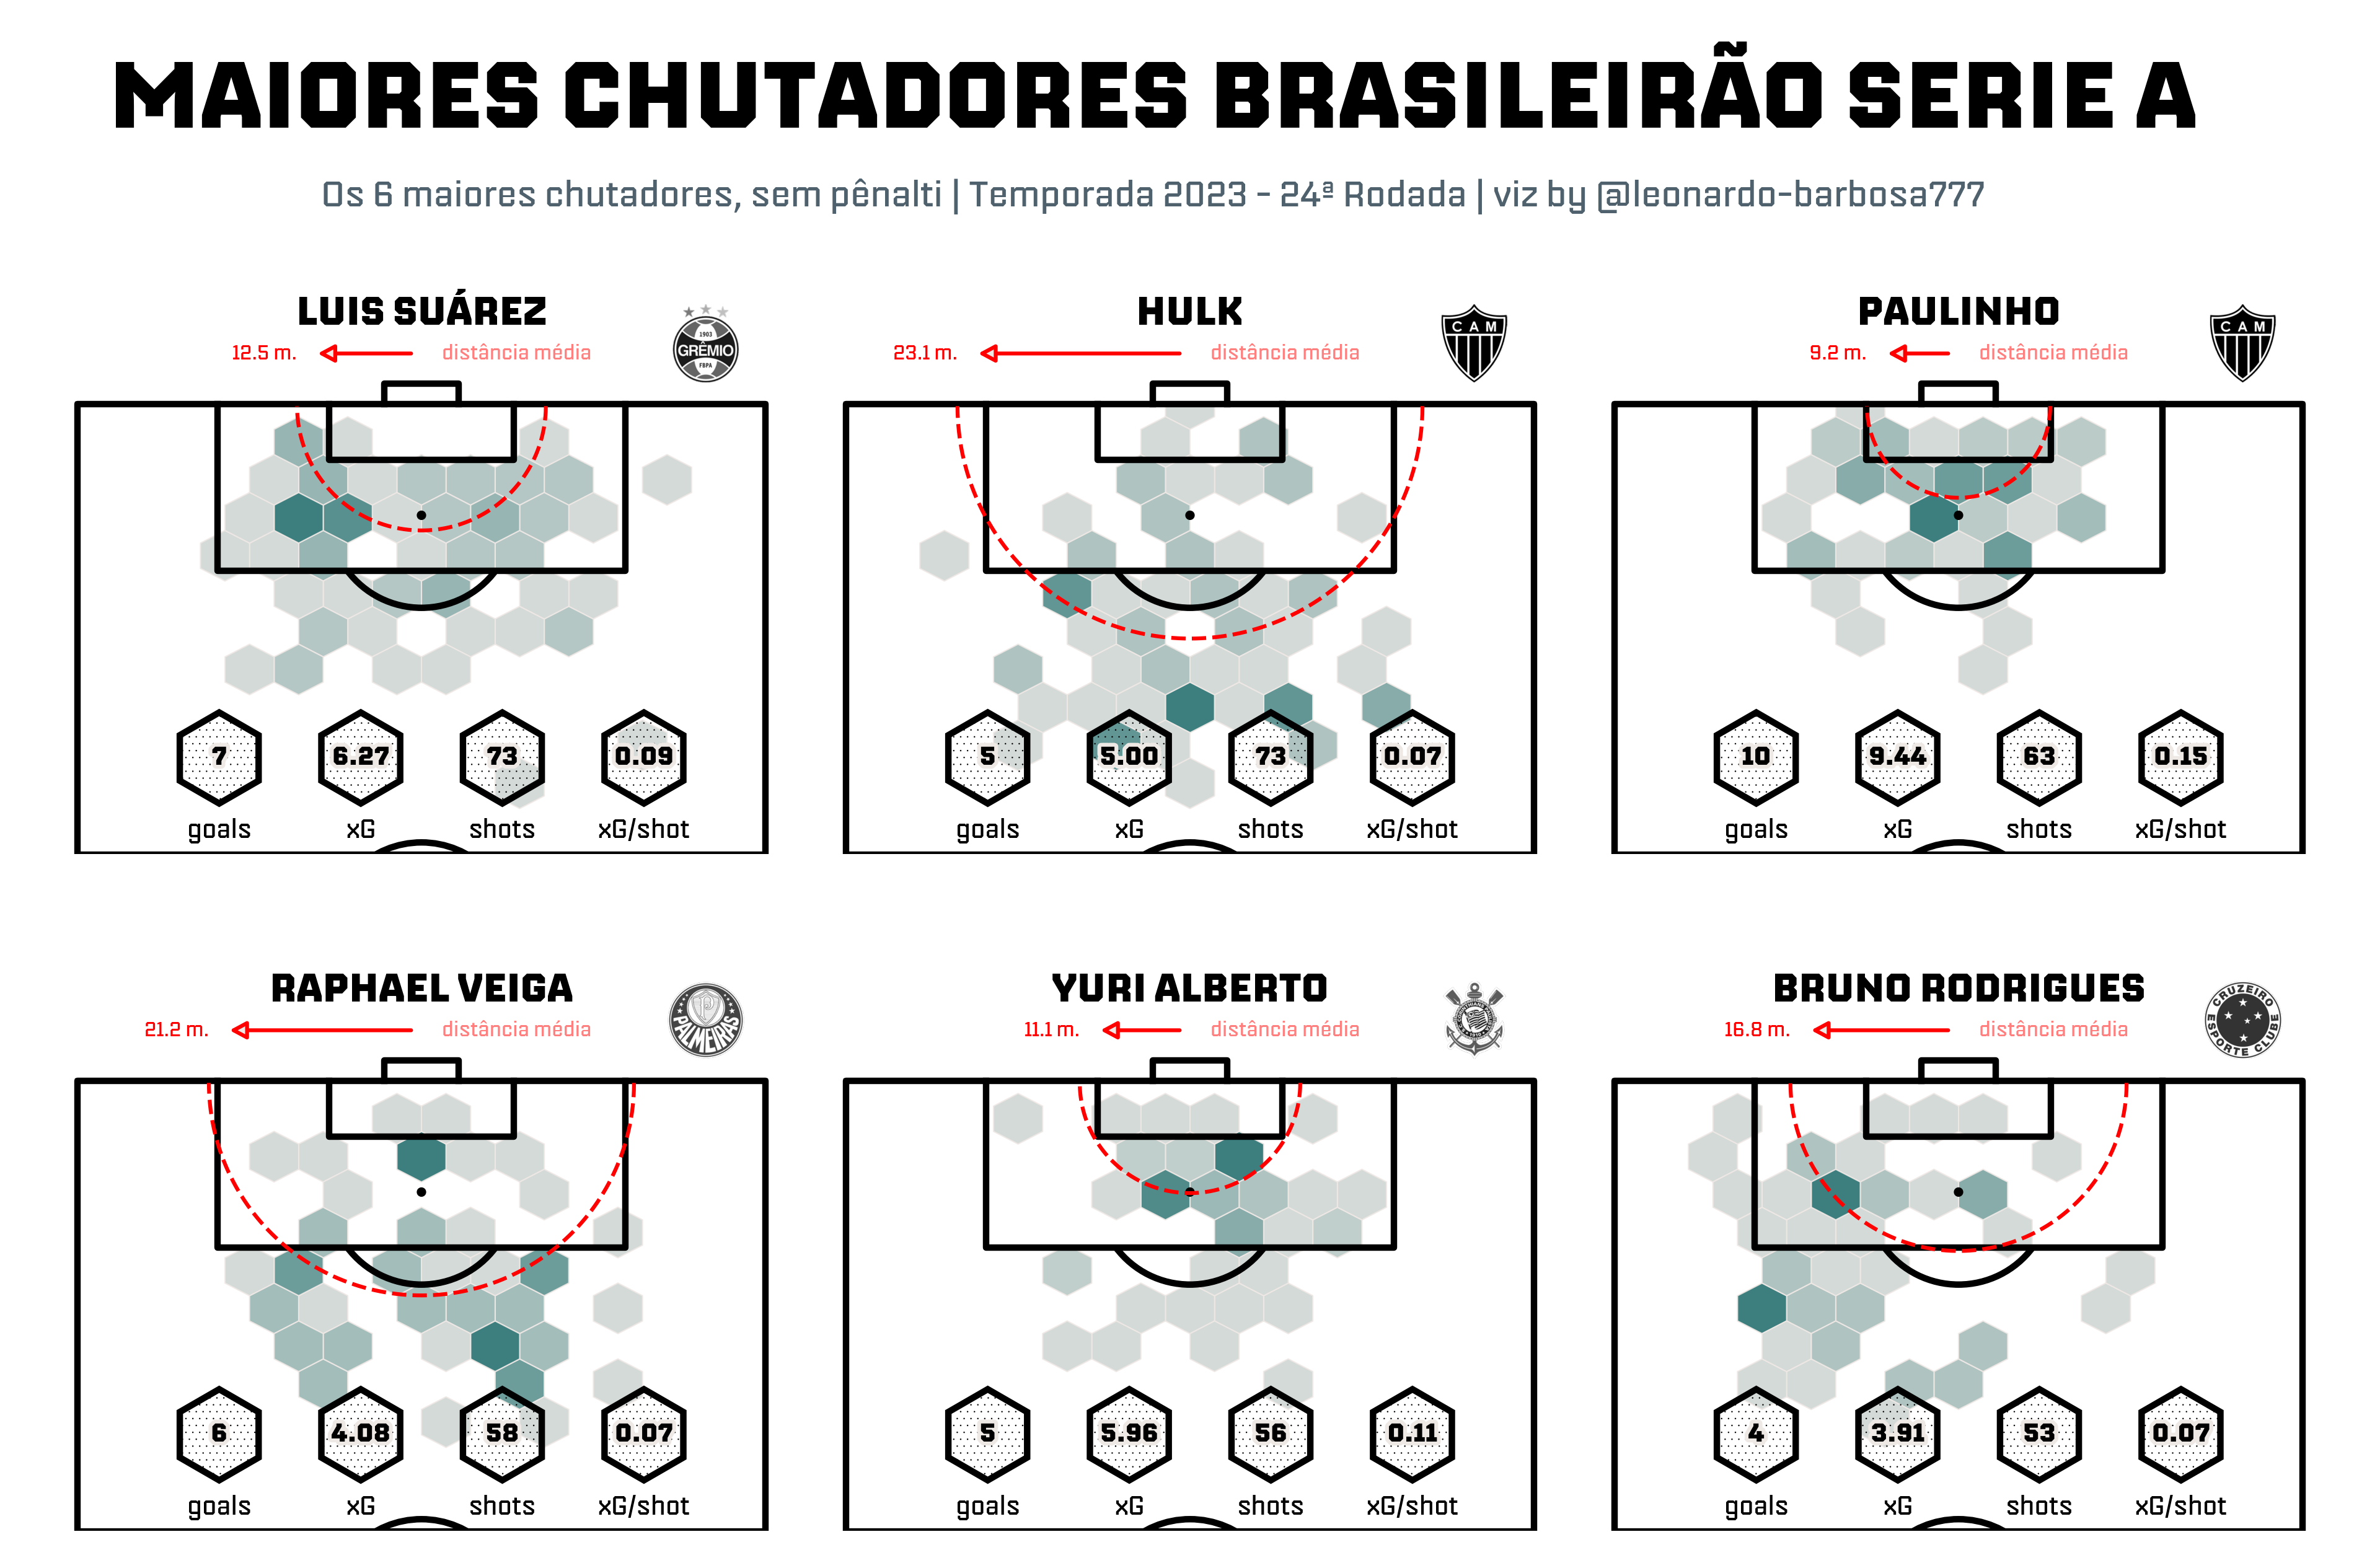 MAIORES CHUTADORES BRASILEIRÃO SERIE A
Os 6 maiores chutadores, sem pênalti | Temporada 2023 - 24ª Rodada | viz by @leonardo-barbosa777
LUIS SUÁREZ
12.5 m. distância média
1903
GRÊMIO
FBPA
7 6.27 73 0.09
goals xG shots xG/shot
HULK
23.1 m. distância média
CAM
5 5.00 73 0.07
goals xG shots xG/shot
PAULINHO
9.2 m. distância média
CAM
10 9.44 63 0.15
goals xG shots xG/shot
RAPHAEL VEIGA
21.2 m. distância média
PALMEIRAS
6 4.08 58 0.07
goals xG shots xG/shot
YURI ALBERTO
11.1 m. distância média
5 5.96 56 0.11
goals xG shots xG/shot
BRUNO RODRIGUES
16.8 m. distância média
CRUZEIRO
ESPORTE CLUBE
4 3.91 53 0.07
goals xG shots xG/shot